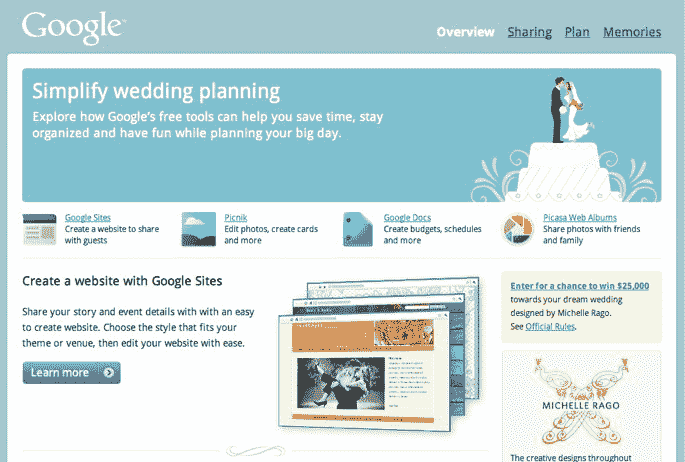 Google
Overview Sharing Plan Memories
Simplify wedding planning
Explore how Google's free tools can help you save time, stay
organized and have fun while planning your big day.
Google Sites
Create a website to share
with guests
Picnik
Edit photos, create cards
and more
Google Docs
Create budgets, schedules
and more
Picasa Web Albums
Share photos with friends
and family
Create a website with Google Sites
Share your story and event details with with an easy
to create website. Choose the style that fits your
theme or venue, then edit your website with ease.
Learn more
Enter for a chance to win $25,000
towards your dream wedding
designed by Michelle Rago.
See Official Rules.
MICHELLE RAGO
The creative designs throughout